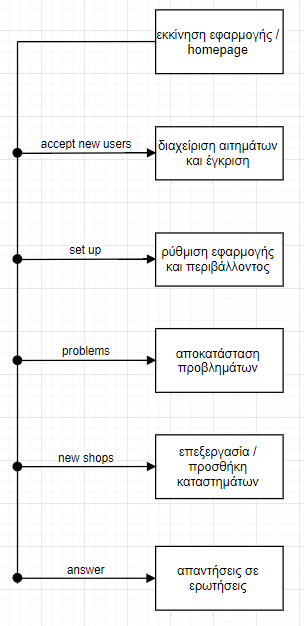 εκκίνηση εφαρμογής /
homepage
accept new users
διαχείριση αιτημάτων
και έγκριση
set up
ρύθμιση εφαρμογής
και περιβάλλοντος
problems
αποκατάσταση
προβλημάτων
new shops
επεξεργασία /
προσθήκη
καταστημάτων
answer
απαντήσεις σε
ερωτήσεις